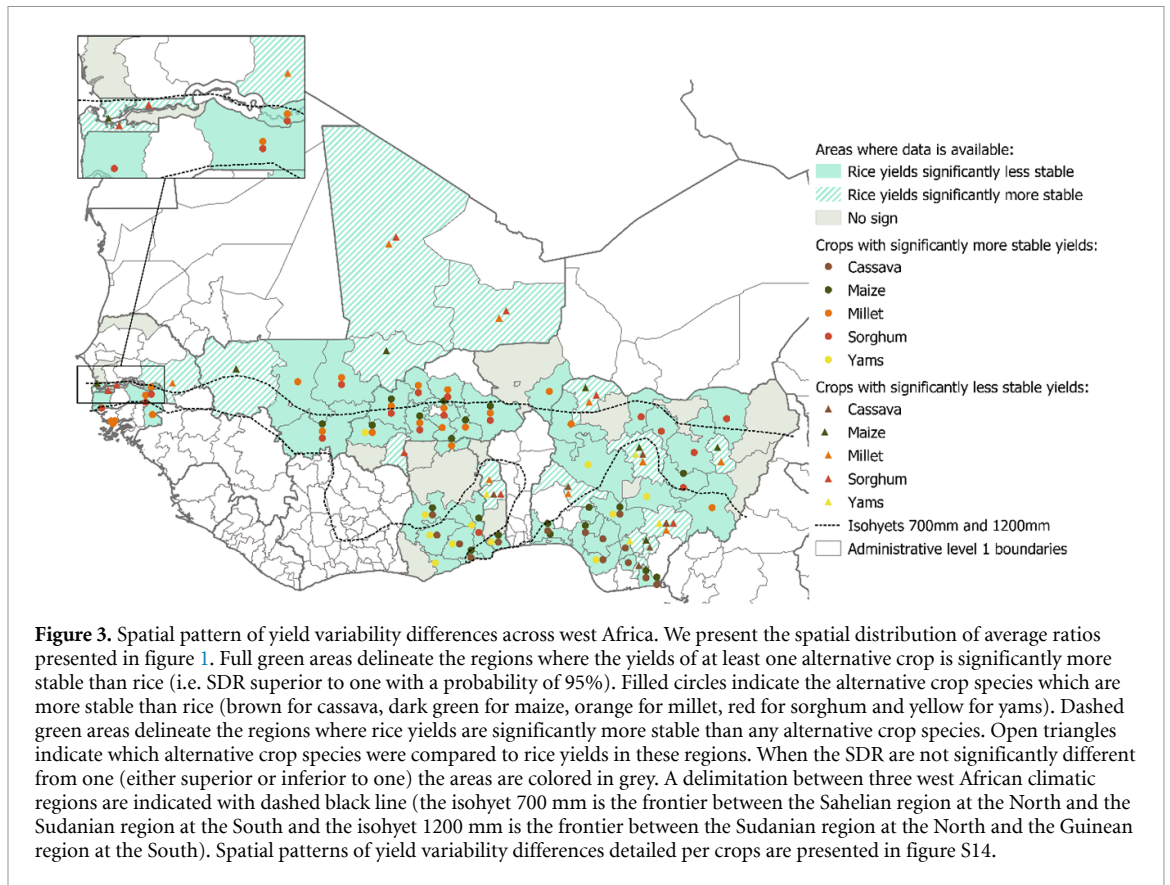 Areas where data is available:
Rice yields significantly less stable
Rice yields significantly more stable
No sign
Crops with significantly more stable yields:
Cassava
Maize
Millet
Sorghum
Yams
Crops with significantly less stable yields:
Cassava
Maize
Millet
Sorghum
Yams
Isohyets 700mm and 1200mm
Administrative level 1 boundaries
Figure 3. Spatial pattern of yield variability differences across west Africa. We present the spatial distribution of average ratios
presented in figure 1. Full green areas delineate the regions where the yields of at least one alternative crop is significantly more
stable than rice (i.e. SDR superior to one with a probability of 95%). Filled circles indicate the alternative crop species which are
more stable than rice (brown for cassava, dark green for maize, orange for millet, red for sorghum and yellow for yams). Dashed
green areas delineate the regions where rice yields are significantly more stable than any alternative crop species. Open triangles
indicate which alternative crop species were compared to rice yields in these regions. When the SDR are not significantly different
from one (either superior or inferior to one) the areas are colored in grey. A delimitation between three west African climatic
regions are indicated with dashed black line (the isohyet 700 mm is the frontier between the Sahelian region at the North and the
Sudanian region at the South and the isohyet 1200 mm is the frontier between the Sudanian region at the North and the Guinean
region at the South). Spatial patterns of yield variability differences detailed per crops are presented in figure S14.